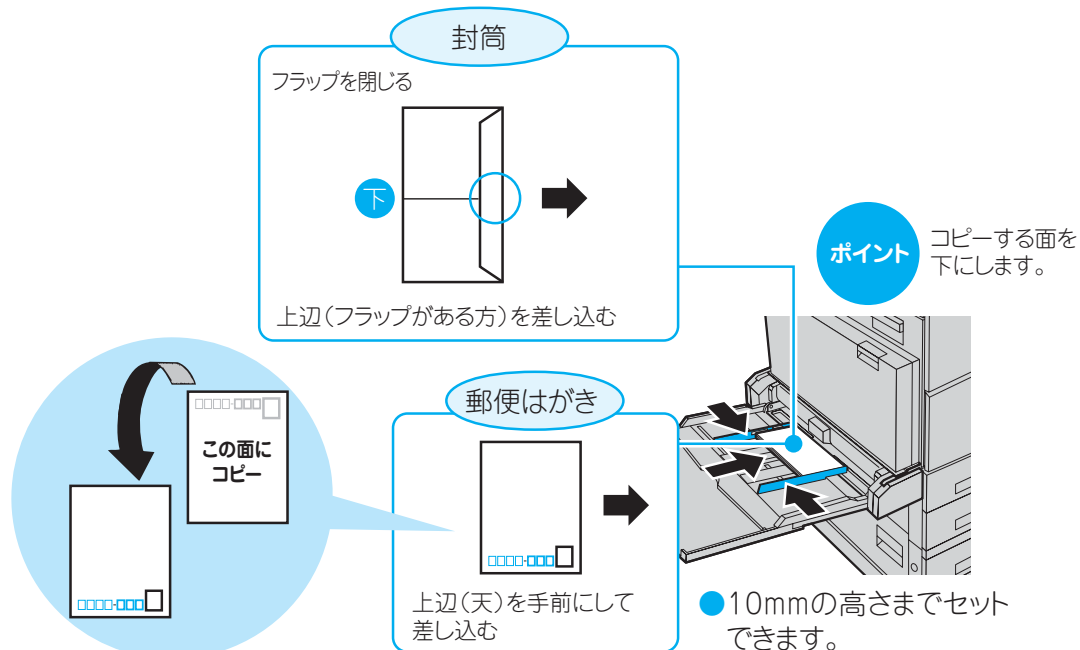 封筒
フラップを閉じる
下
上辺（フラップがある方）を差し込む
ポイント
コピーする面を
下にします。
この面に
コピー
郵便はがき
上辺（天）を手前にして
差し込む
●10mmの高さまでセット
できます。